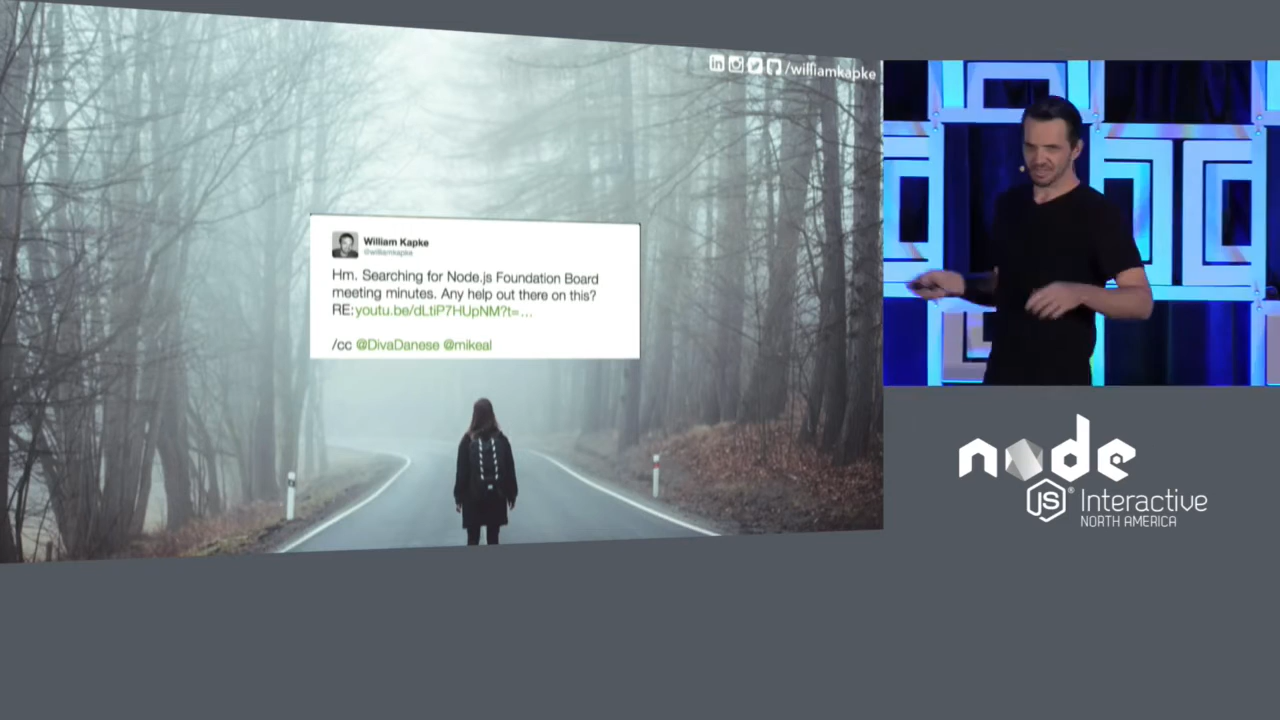 /williamkapke
William Kapke
@williamkapke
Hm. Searching for Node.js Foundation Board
meeting minutes. Any help out there on this?
RE:youtu.be/dLtiP7HUpNM?t=...
/cc @DivaDanese @mikeal
node
JS® Interactive
NORTH AMERICA